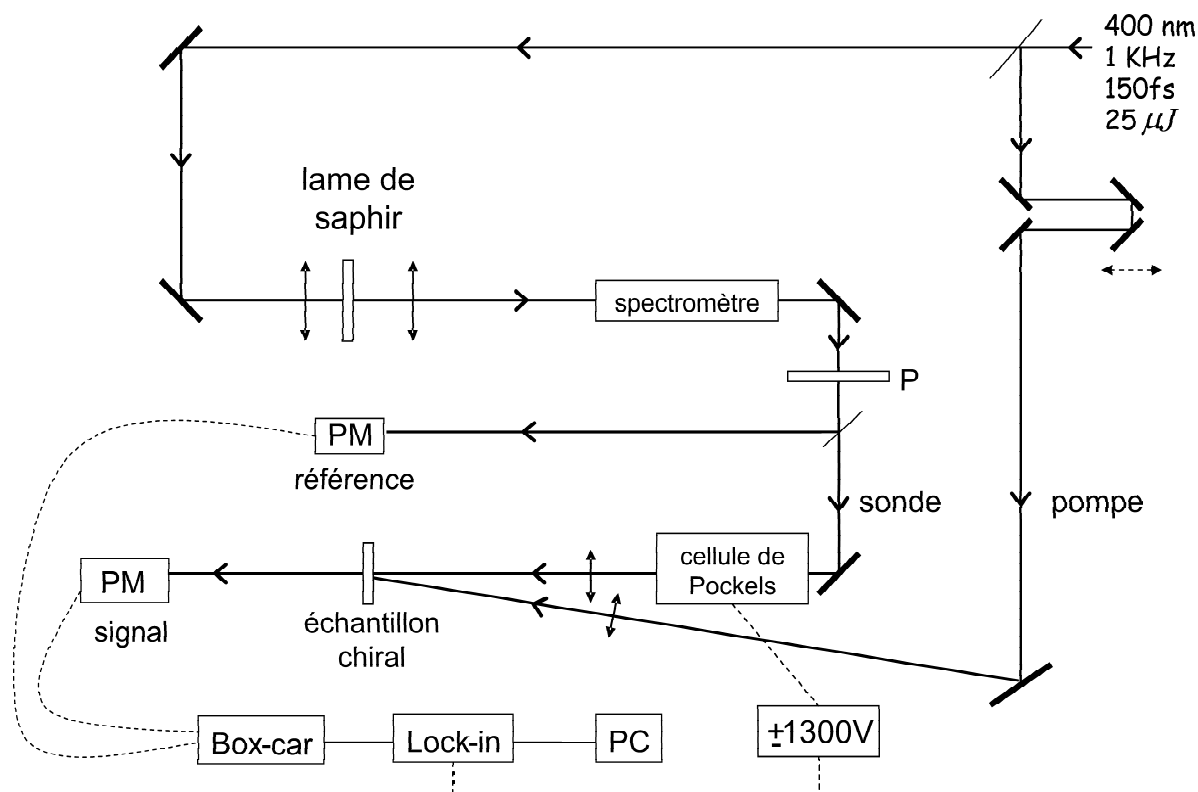 400 nm
1 KHz
150fs
25 μJ
lame de
saphir
spectromètre
P
PM
référence
sonde
pompe
cellule de
Pockels
PM
signal
échantillon
chiral
Box-car
Lock-in
PC
±1300V